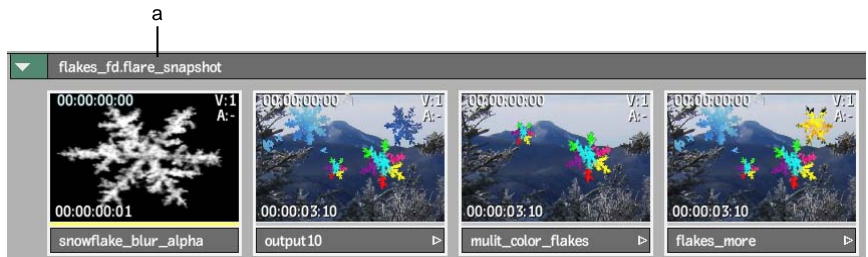 a
flakes_fd.flare_snapshot
00:00:00:00 V:1
A:-
00:00:00:01
snowflake_blur_alpha
00:00:00:00 V:1
A:-
00:00:03:10
output10
00:00:00:00 V:1
A:-
00:00:03:10
mulit_color_flakes
00:00:00:00 V:1
A:-
00:00:03:10
flakes_more